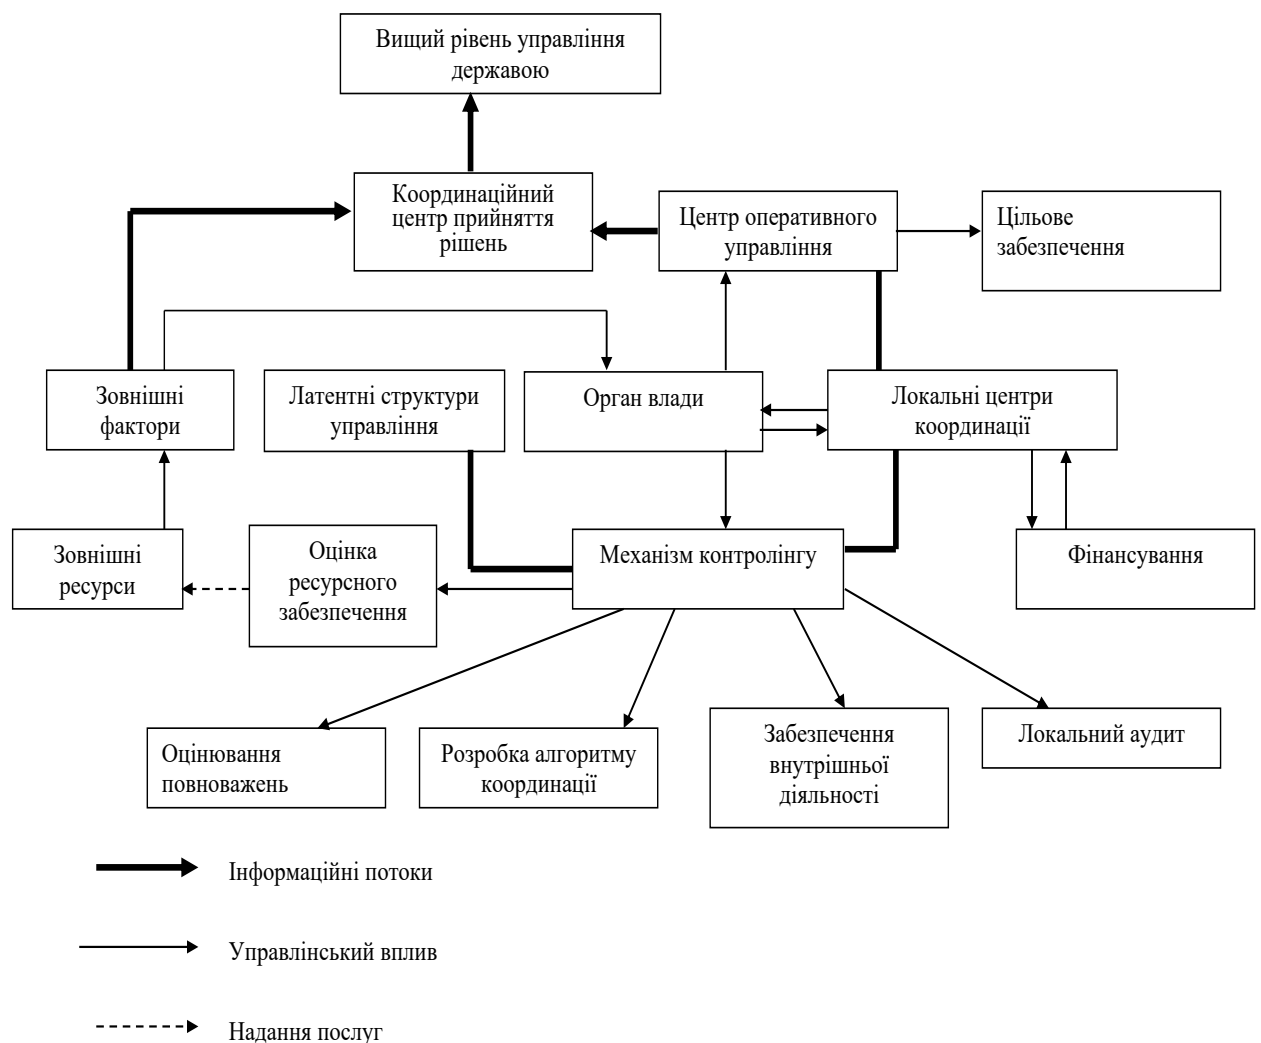 Вищий рівень управління
державою
Координаційний
центр прийняття
рішень
Центр оперативного
управління
Цільове
забезпечення
Зовнішні
фактори
Латентні структури
управління
Орган влади
Локальні центри
координації
Зовнішні
ресурси
Оцінка
ресурсного
забезпечення
Механізм контролінгу
Фінансування
Оцінювання
повноважень
Розробка алгоритму
координації
Забезпечення
внутрішньої
діяльності
Локальний аудит
Інформаційні потоки
Управлінський вплив
Надання послуг